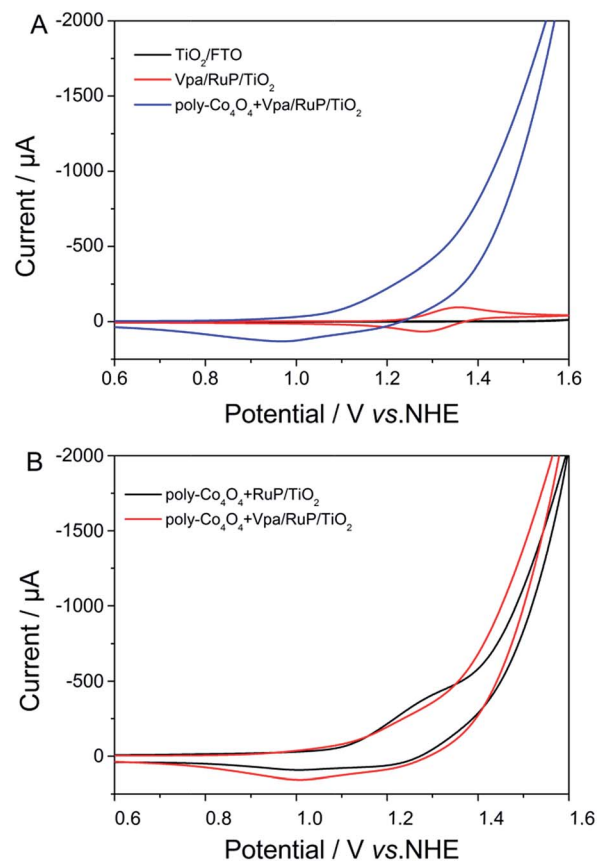 A
-2000
-1500
-1000
-500
0
Current / µA
TiO₂/FTO
Vpa/RuP/TiO₂
poly-Co₄O₄+Vpa/RuP/TiO₂
0.6 0.8 1.0 1.2 1.4 1.6
Potential / V vs.NHE
B
-2000
-1500
-1000
-500
0
Current / µA
poly-Co₄O₄+RuP/TiO₂
poly-Co₄O₄+Vpa/RuP/TiO₂
0.6 0.8 1.0 1.2 1.4 1.6
Potential / V vs.NHE